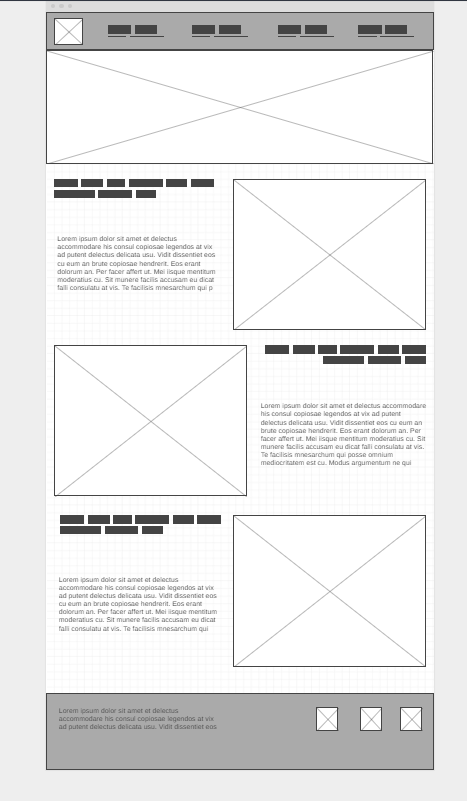 Lorem ipsum dolor sit amet et delectus
accommodare his consul copiosae legendos at vix
ad putent delectus delicata usu. Vidit dissentiet eos
cu eum an brute copiosae hendrerit. Eos erant
dolorum an. Per facer affert ut. Mei iisque mentitum
moderatius cu. Sit munere facilis accusam eu dicat
falli consulatu at vis. Te facilisis mnesarchum qui p
Lorem ipsum dolor sit amet et delectus accommodare
his consul copiosae legendos at vix ad putent
delectus delicata usu. Vidit dissentiet eos cu eum an
brute copiosae hendrerit. Eos erant dolorum an. Per
facer affert ut. Mei iisque mentitum moderatius cu. Sit
munere facilisis accusam eu dicat falli consulatu at vis.
Te facilisis mnesarchum qui posse omnium
mediocritatem est cu. Modus argumentum ne qui
Lorem ipsum dolor sit amet et delectus
accommodare his consul copiosae legendos at vix
ad putent delectus delicata usu. Vidit dissentiet eos
cu eum an brute copiosae hendrerit. Eos erant
dolorum an. Per facer affert ut. Mei iisque mentitum
moderatius cu. Sit munere facilis accusam eu dicat
falli consulatu at vis. Te facilisis mnesarchum qui
Lorem ipsum dolor sit amet et delectus
accommodare his consul copiosae legendos at vix
ad putent delectus delicata usu. Vidit dissentiet eos